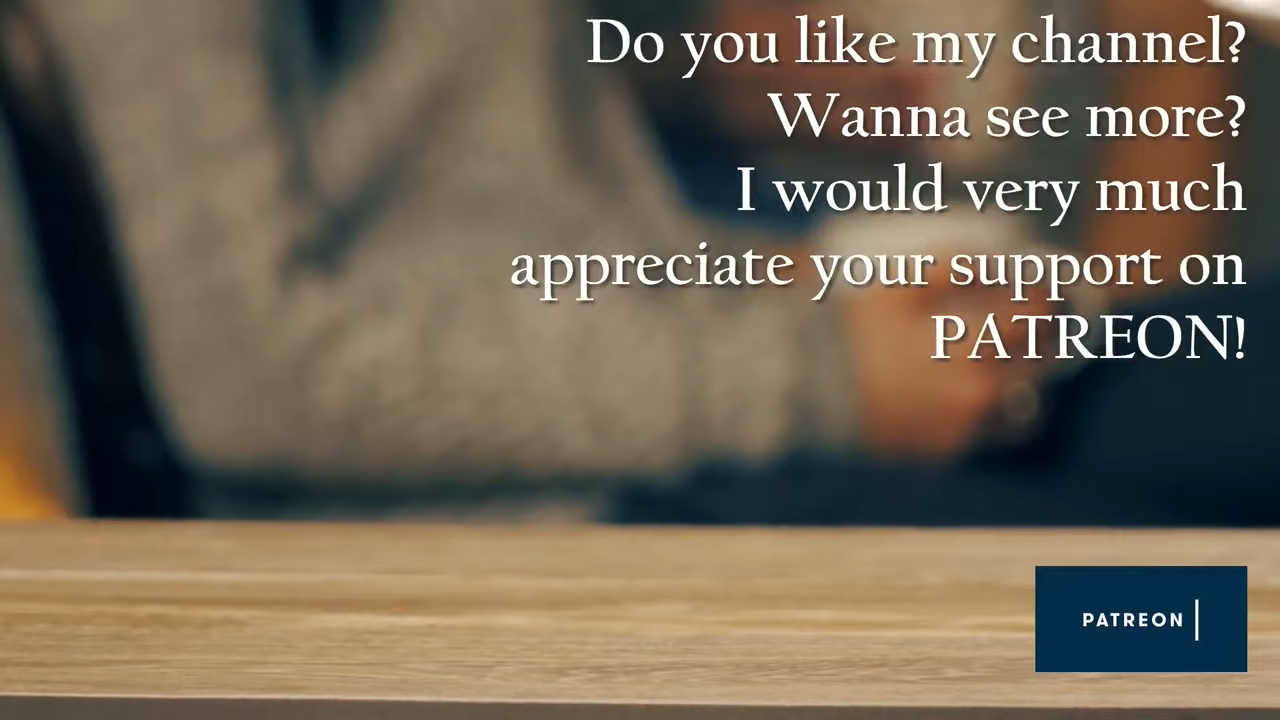 Do you like my channel?
Wanna see more?
I would very much
appreciate your support on
PATREON!
PATREON